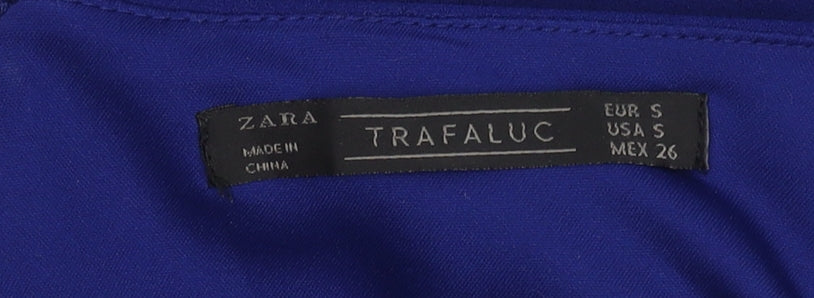 ZARA
MADE IN
CHINA
TRAFALUC
EUR S
USA S
MEX 26